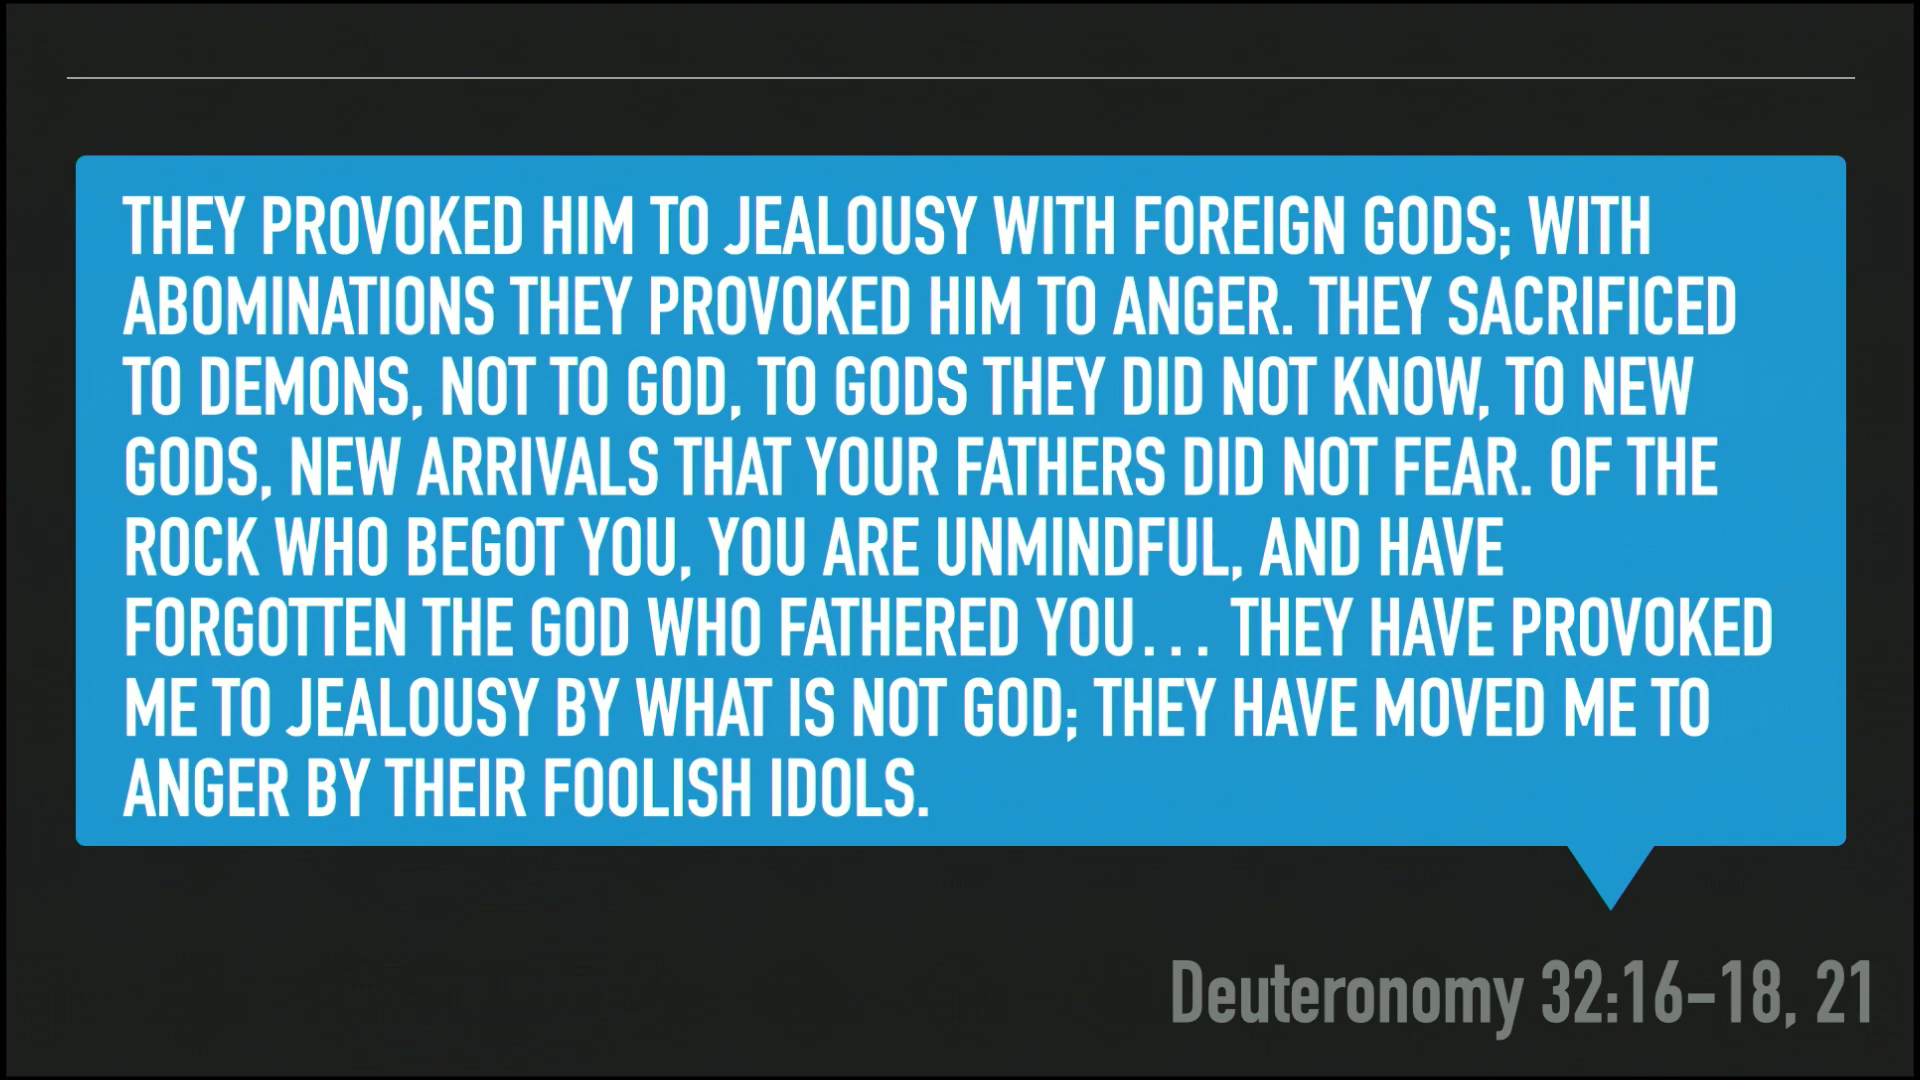 THEY PROVOKED HIM TO JEALOUSY WITH FOREIGN GODS; WITH
ABOMINATIONS THEY PROVOKED HIM TO ANGER. THEY SACRIFICED
TO DEMONS, NOT TO GOD, TO GODS THEY DID NOT KNOW, TO NEW
GODS, NEW ARRIVALS THAT YOUR FATHERS DID NOT FEAR. OF THE
ROCK WHO BEGOT YOU, YOU ARE UNMINDFUL, AND HAVE
FORGOTTEN THE GOD WHO FATHERED YOU... THEY HAVE PROVOKED
ME TO JEALOUSY BY WHAT IS NOT GOD; THEY HAVE MOVED ME TO
ANGER BY THEIR FOOLISH IDOLS.
Deuteronomy 32:16-18, 21